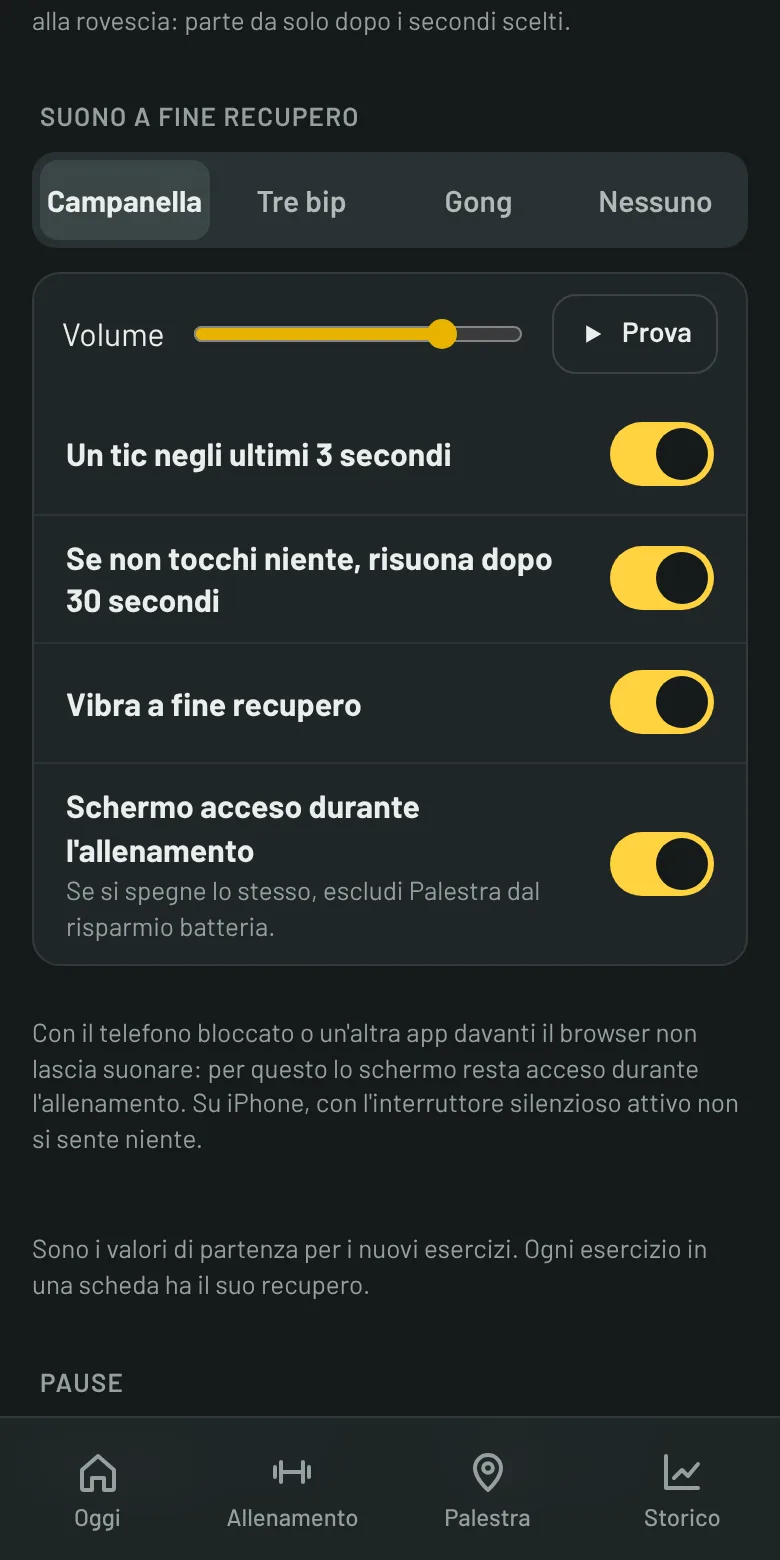 alla rovescia: parte da solo dopo i secondi scelti.
SUONO A FINE RECUPERO
Campanella
Tre bip
Gong
Nessuno
Volume
Prova
Un tic negli ultimi 3 secondi
Se non tocchi niente, risuona dopo
30 secondi
Vibra a fine recupero
Schermo acceso durante
l'allenamento
Se si spegne lo stesso, escludi Palestra dal
risparmio batteria.
Con il telefono bloccato o un'altra app davanti il browser non
lascia suonare: per questo lo schermo resta acceso durante
l'allenamento. Su iPhone, con l'interruttore silenzioso attivo non
si sente niente.
Sono i valori di partenza per i nuovi esercizi. Ogni esercizio in
una scheda ha il suo recupero.
PAUSE
Oggi
Allenamento
Palestra
Storico